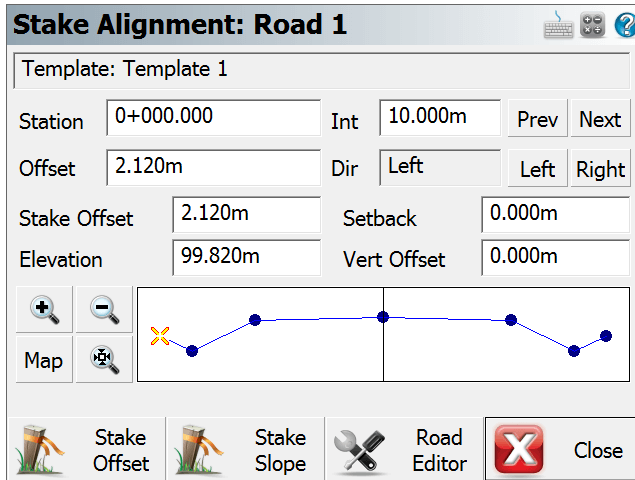 Stake Alignment: Road 1
Template: Template 1
Station 0+000.000 Int 10.000m Prev Next
Offset 2.120m Dir Left Left Right
Stake Offset 2.120m Setback 0.000m
Elevation 99.820m Vert Offset 0.000m
Map
Stake Offset
Stake Slope
Road Editor
Close